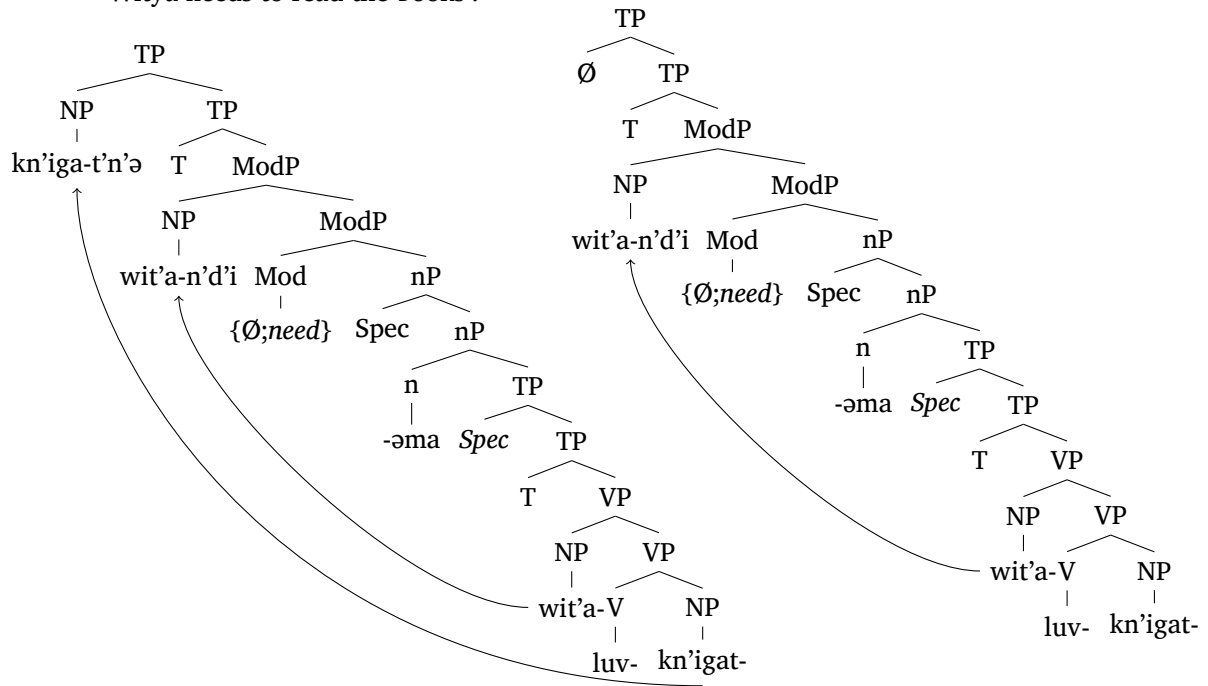 needs to read the
TP
NP TP
kn’iga-t’n’ə T ModP
NP ModP
wit’a-n’d’i Mod nP
{Ø;need} Spec nP
n TP
-əma Spec TP
T VP
NP VP
wit’a- V NP
luv- kn’igat-
TP
Ø TP
T ModP
NP ModP
wit’a-n’d’i Mod nP
{Ø;need} Spec nP
n TP
-əma Spec TP
T VP
NP VP
wit’a- V NP
luv- kn’igat-